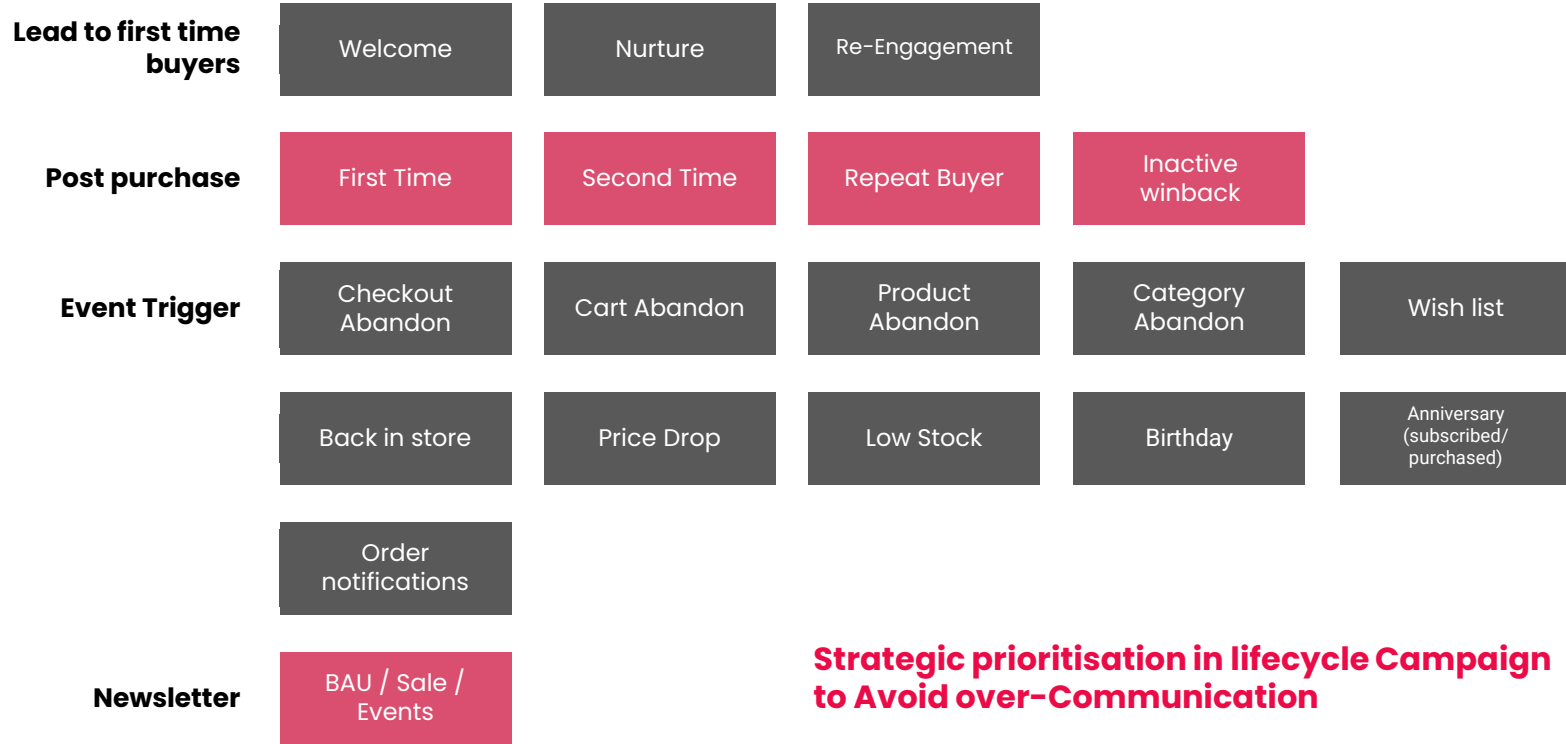 Lead to first time
buyers
Welcome
Nurture
Re-Engagement
Post purchase
First Time
Second Time
Repeat Buyer
Inactive
winback
Event Trigger
Checkout
Abandon
Cart Abandon
Product
Abandon
Category
Abandon
Wish list
Back in store
Price Drop
Low Stock
Birthday
Anniversary
(subscribed/
purchased)
Order
notifications
Newsletter
BAU / Sale /
Events
Strategic prioritisation in lifecycle Campaign
to Avoid over-Communication